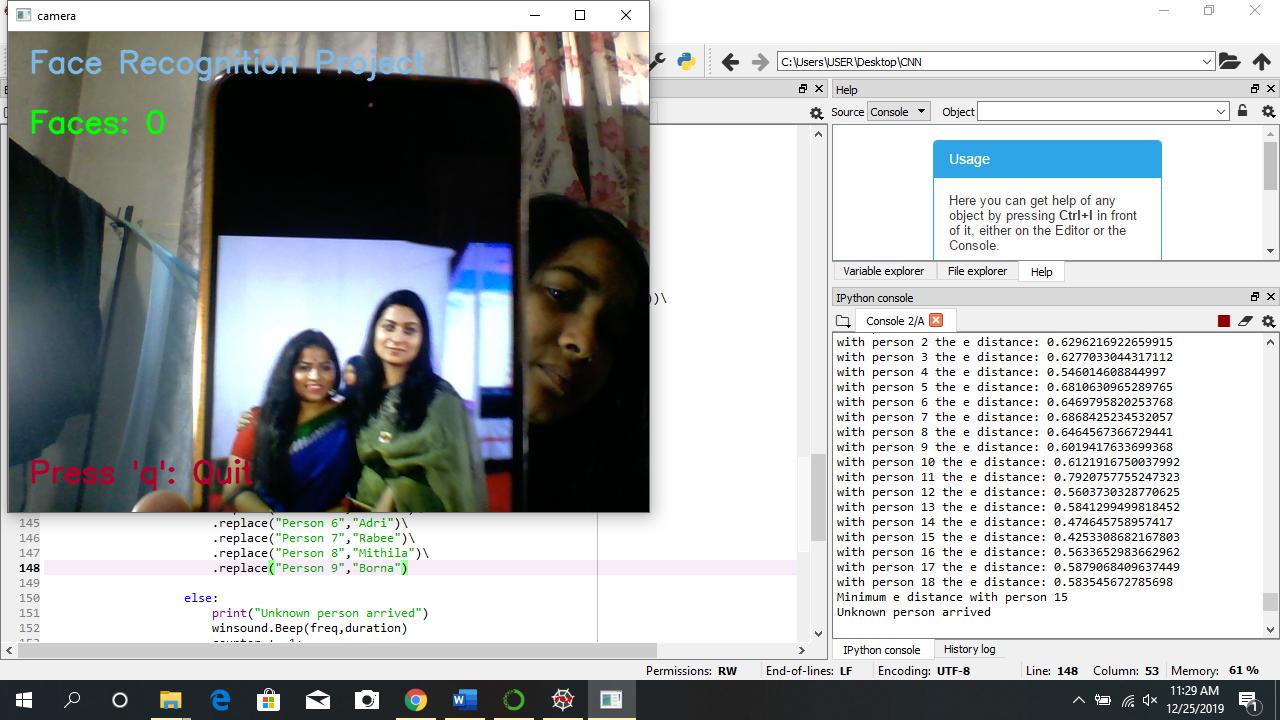 camera
Face Recognition Project
Faces: 0
Press 'q': Quit
C:\Users\USER\Desktop\CNN
Help
Source Console Object
Usage
Here you can get help of any
object by pressing Ctrl+I in front
of it, either on the Editor or the
Console.
Variable explorer File explorer Help
IPython console
Console 2/A
with person 2 the e distance: 0.6296216922659915
with person 3 the e distance: 0.6277033044317112
with person 4 the e distance: 0.546014608844997
with person 5 the e distance: 0.6810630965289765
with person 6 the e distance: 0.6469795820253768
with person 7 the e distance: 0.6868425234532057
with person 8 the e distance: 0.6464567366729441
with person 9 the e distance: 0.6019417633699368
with person 10 the e distance: 0.6121916750037992
with person 11 the e distance: 0.7920757755247323
with person 12 the e distance: 0.5603730328770625
with person 13 the e distance: 0.5841299499818452
with person 14 the e distance: 0.475645758957417
with person 15 the e distance: 0.4253308682167803
with person 16 the e distance: 0.5633362983662962
with person 17 the e distance: 0.5879068409637449
with person 18 the e distance: 0.583545672785698
Minimum e distance with person 15
Unknown person arrived
IPython console History log
))\
145 .replace("Person 6","Adri")\
146 .replace("Person 7","Rabee")\
147 .replace("Person 8","Mithila")\
148 .replace("Person 9","Borna")
149
150 else:
151 print("Unknown person arrived")
152 winsound.Beep(freq,duration)
Permissions: RW End-of-lines: LF Encoding: UTF-8 Line: 148 Column: 53 Memory: 61 %
11:29 AM
12/25/2019
1